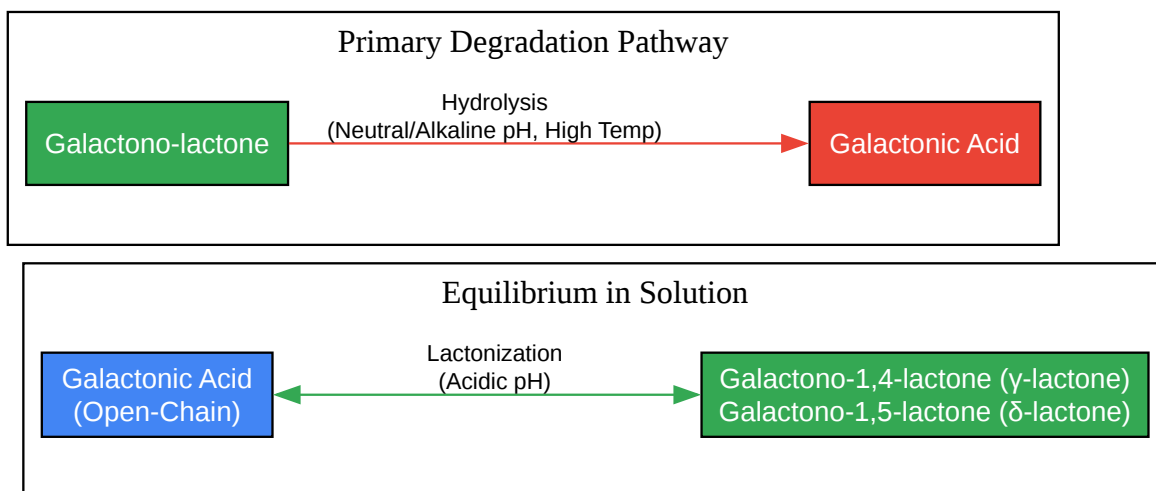 Primary Degradation Pathway
Hydrolysis
(Neutral/Alkaline pH, High Temp)
Galactono-lactone
Galactonic Acid
Equilibrium in Solution
Lactonization
(Acidic pH)
Galactonic Acid
(Open-Chain)
Galactono-1,4-lactone (γ-lactone)
Galactono-1,5-lactone (δ-lactone)